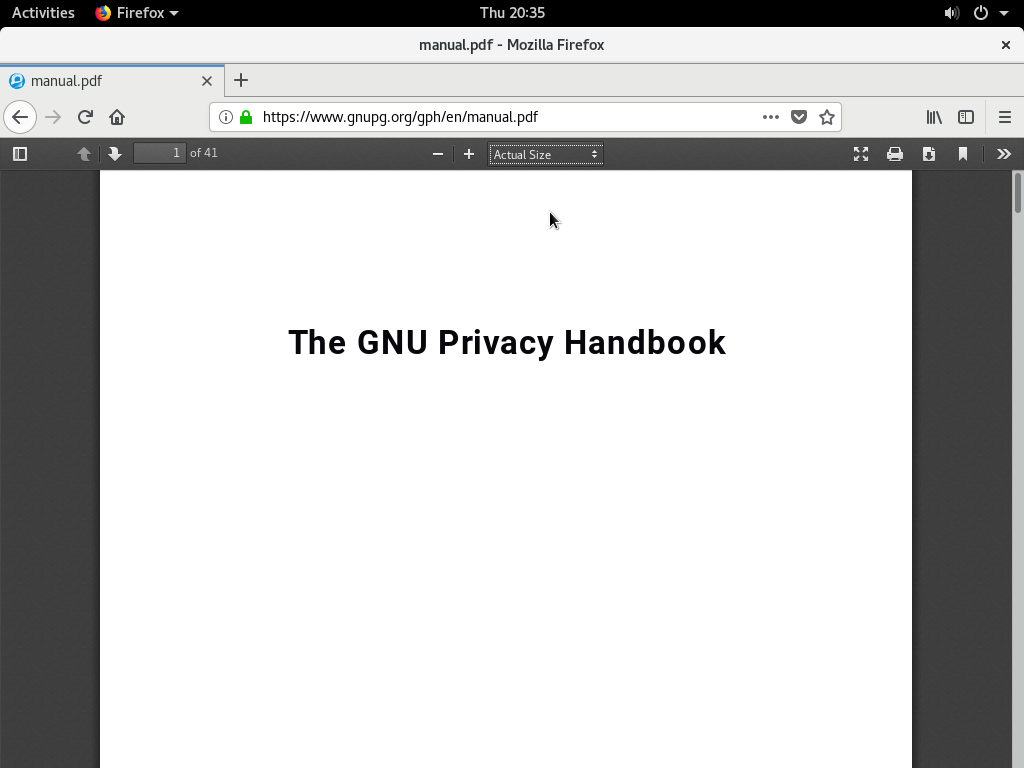 Activities Firefox Thu 20:35
manual.pdf - Mozilla Firefox
manual.pdf
https://www.gnupg.org/gph/en/manual.pdf
1 of 41 Actual Size
The GNU Privacy Handbook